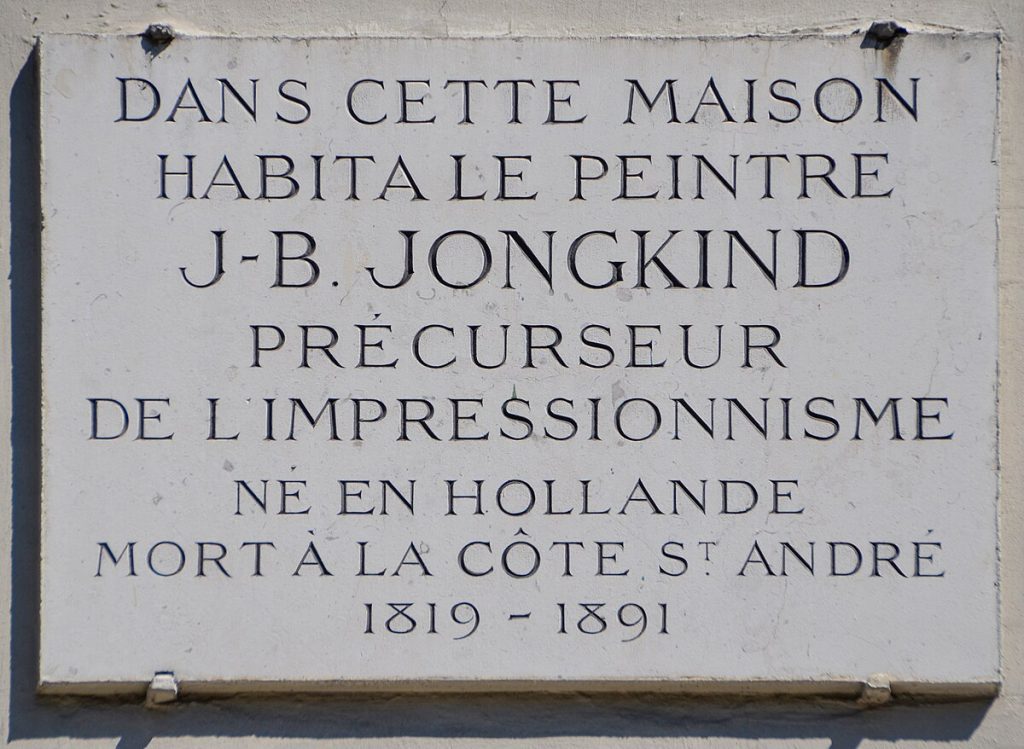 DANS CETTE MAISON
HABITA LE PEINTRE
J-B. JONGKIND
PRÉCURSEUR
DE L'IMPRESSIONNISME
NÉ EN HOLLANDE
MORT À LA CÔTE ST. ANDRÉ
1819 - 1891